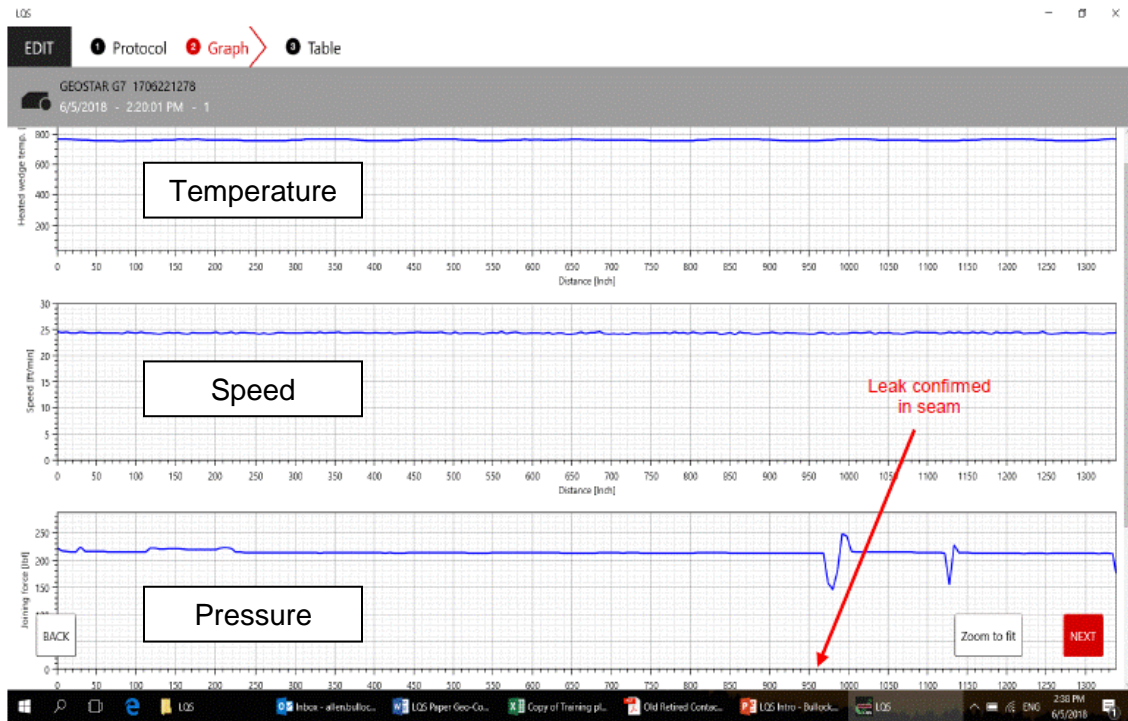 LQS
EDIT 1 Protocol 2 Graph 3 Table
GEOSTAR G7 1706221278
6/5/2018 - 2:20:01 PM - 1
Heated wedge temp. [
800
600
400
200
0 50 100 150 200 250 300 350 400 450 500 550 600 650 700 750 800 850 900 950 1000 1050 1100 1150 1200 1250 1300
Distance [Inch]
Temperature
Speed [ft/min]
30
25
20
15
10
5
0
0 50 100 150 200 250 300 350 400 450 500 550 600 650 700 750 800 850 900 950 1000 1050 1100 1150 1200 1250 1300
Distance [Inch]
Speed
Leak confirmed
in seam
Joining force [lbf]
250
200
150
0
Pressure
BACK
Zoom to fit
NEXT
0 50 100 150 200 250 300 350 400 450 500 550 600 650 700 750 800 850 900 950 1000 1050 1100 1150 1200 1250 1300
LQS Inbox - allenbulloc... LQS Paper Geo-Co... Copy of Training pl... Old Retired Contac... LQS Intro - Bullock... LQS ENG 2:38 PM
6/5/2018